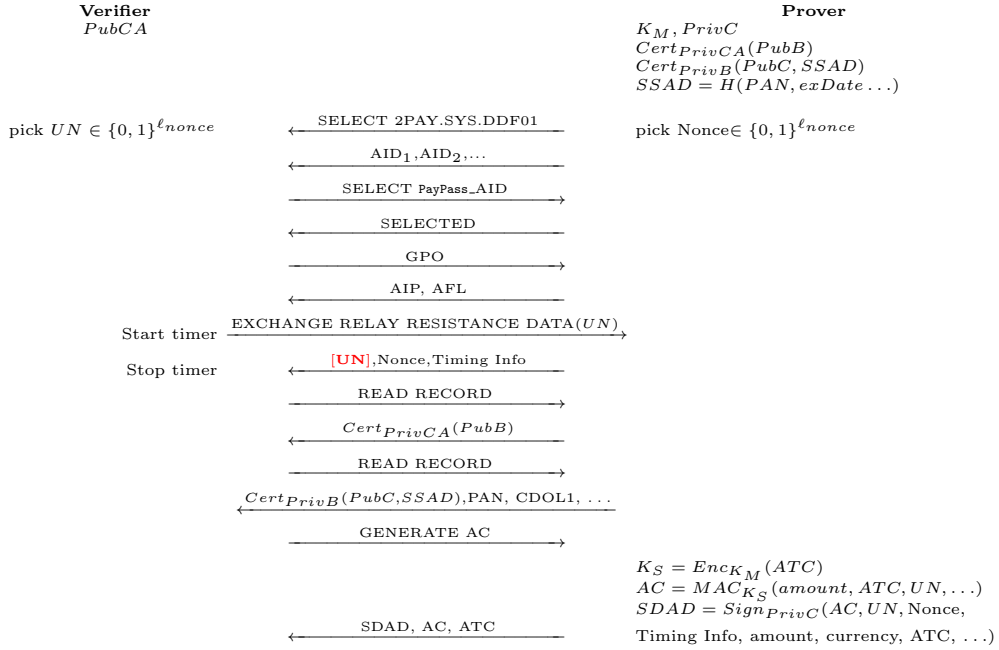 Verifier Prover
PubCA K_M, PrivC
Cert_PrivCA(PubB)
Cert_PrivB(PubC, SSAD)
SSAD = H(PAN, exDate...)
pick UN ∈ {0, 1}^ℓnonce SELECT 2PAY.SYS.DDF01 pick Nonce∈ {0, 1}^ℓnonce
AID_1,AID_2,...
SELECT PayPass_AID
SELECTED
GPO
AIP, AFL
Start timer EXCHANGE RELAY RESISTANCE DATA(UN)
Stop timer [UN],Nonce,Timing Info
READ RECORD
Cert_PrivCA(PubB)
READ RECORD
Cert_PrivB(PubC,SSAD),PAN, CDOL1, ...
GENERATE AC
K_S = Enc_K_M(ATC)
AC = MAC_K_S(amount, ATC, UN, ...)
SDAD = Sign_PrivC(AC, UN, Nonce,
SDAD, AC, ATC Timing Info, amount, currency, ATC, ...)